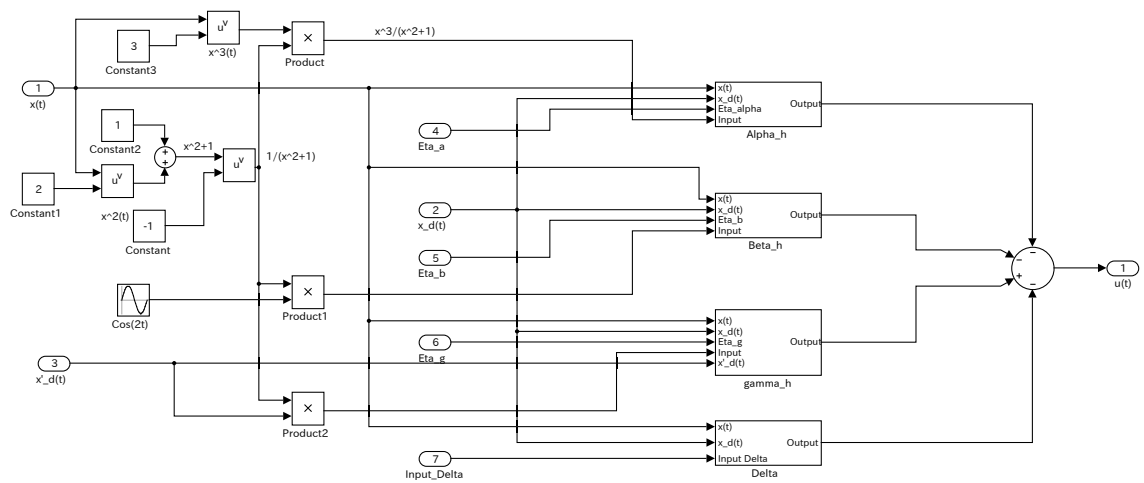 u^v
x^3(t)
3
Constant3
×
Product
x^3/(x^2+1)
1
x(t)
1
Constant2
+
+
x^2+1
u^v
1/(x^2+1)
u^v
x^2(t)
2
Constant1
-1
Constant
4
Eta_a
x(t)
x_d(t)
Eta_alpha
Input
Output
Alpha_h
2
x_d(t)
5
Eta_b
x(t)
x_d(t)
Eta_b
Input
Output
Beta_h
Cos(2t)
×
Product1
6
Eta_g
x(t)
x_d(t)
Eta_g
Input
x'_d(t)
Output
gamma_h
3
x'_d(t)
×
Product2
7
Input_Delta
x(t)
x_d(t)
Input Delta
Output
Delta
−
−
+
−
1
u(t)